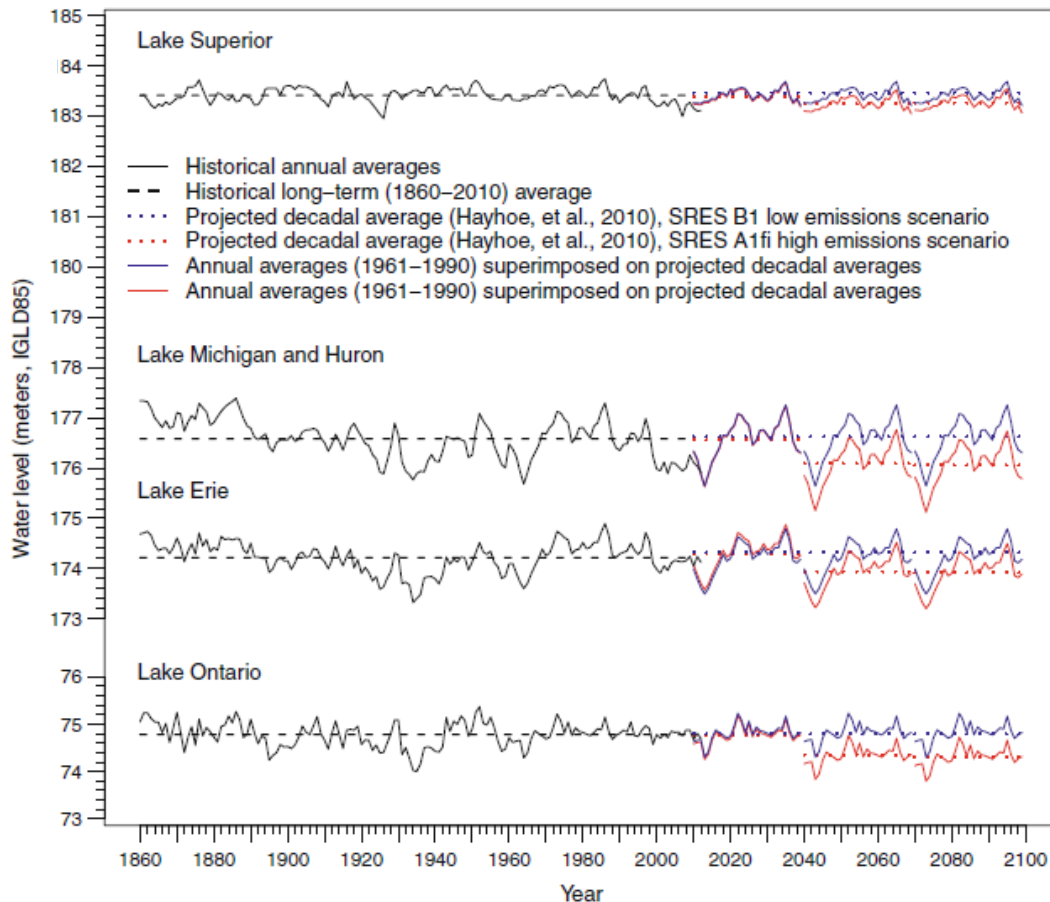 185
Lake Superior
84
183
182
181
180
179
178
177
176
175
174
173
76
75
74
73
Water level (meters, IGLD85)
Historical annual averages
Historical long–term (1860–2010) average
Projected decadal average (Hayhoe, et al., 2010), SRES B1 low emissions scenario
Projected decadal average (Hayhoe, et al., 2010), SRES A1fi high emissions scenario
Annual averages (1961–1990) superimposed on projected decadal averages
Annual averages (1961–1990) superimposed on projected decadal averages
Lake Michigan and Huron
Lake Erie
Lake Ontario
1860 1880 1900 1920 1940 1960 1980 2000 2020 2040 2060 2080 2100
Year